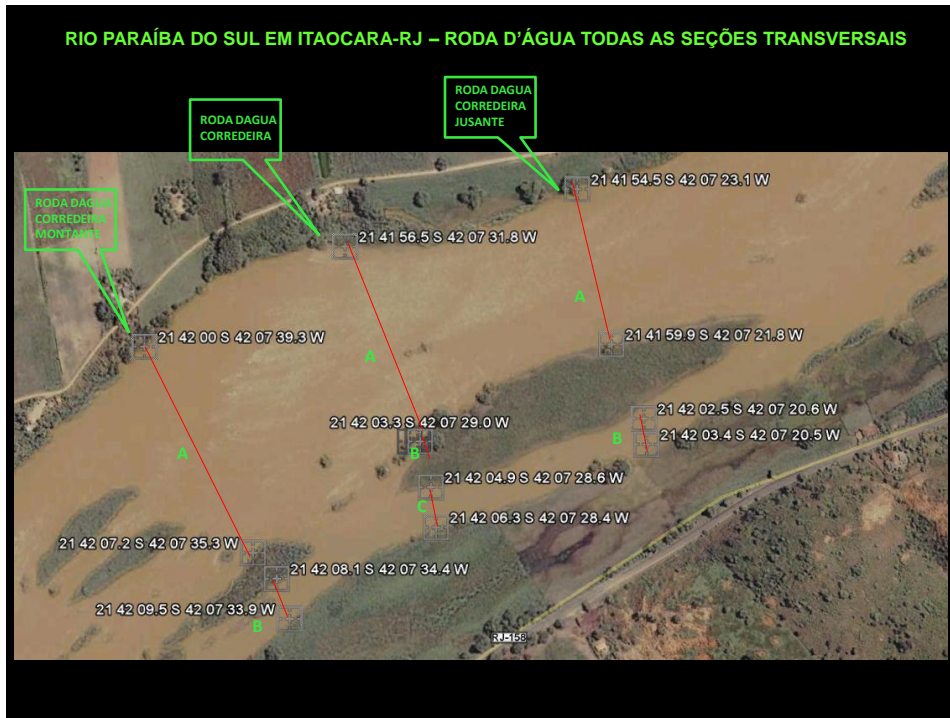 RIO PARAÍBA DO SUL EM ITAOCARA-RJ – RODA D'ÁGUA TODAS AS SEÇÕES TRANSVERSAIS
RODA DAGUA
CORREDEIRA
JUSANTE
RODA DAGUA
CORREDEIRA
RODA DAGUA
CORREDEIRA
MONTANTE
21 41 54.5 S 42 07 23.1 W
21 41 56.5 S 42 07 31.8 W
A
21 42 00 S 42 07 39.3 W
21 41 59.9 S 42 07 21.8 W
A
21 42 02.5 S 42 07 20.6 W
21 42 03.3 S 42 07 29.0 W
B
21 42 03.4 S 42 07 20.5 W
A
B
21 42 04.9 S 42 07 28.6 W
C
21 42 06.3 S 42 07 28.4 W
21 42 07.2 S 42 07 35.3 W
21 42 08.1 S 42 07 34.4 W
21 42 09.5 S 42 07 33.9 W
B
RJ-158